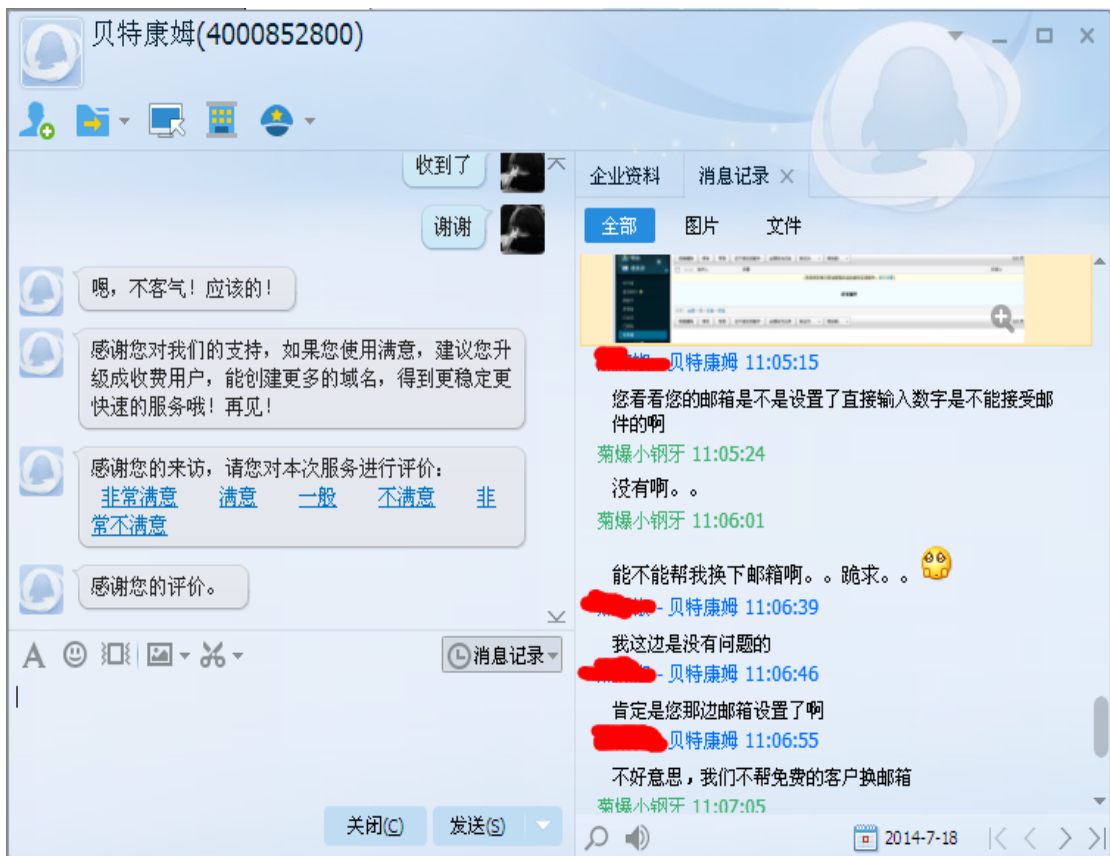 贝特康姆(4000852800)
收到了
谢谢
嗯，不客气！应该的！
感谢您对我们的支持，如果您使用满意，建议您升
级成收费用户，能创建更多的域名，得到更稳定更
快速的服务哦！再见！
感谢您的来访，请您对本次服务进行评价：
非常满意 满意 一般 不满意 非
常不满意
感谢您的评价。
消息记录
关闭(C) 发送(S)
企业资料 消息记录
全部 图片 文件
贝特康姆 11:05:15
您看看您的邮箱是不是设置了直接输入数字是不能接受邮
件的啊
菊爆小钢牙 11:05:24
没有啊。。
菊爆小钢牙 11:06:01
能不能帮我换下邮箱啊。。跪求。。
- 贝特康姆 11:06:39
我这边是没有问题的
- 贝特康姆 11:06:46
肯定是您那边邮箱设置了啊
贝特康姆 11:06:55
不好意思，我们不帮免费的客户换邮箱
菊爆小钢牙 11:07:05
2014-7-18